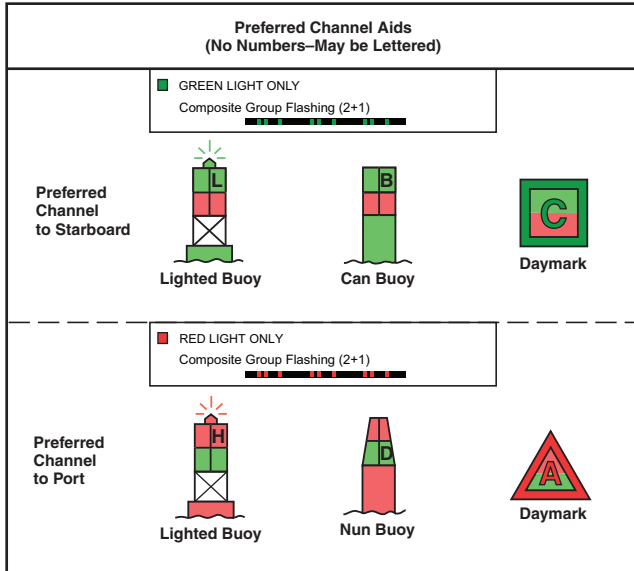 Preferred Channel Aids
(No Numbers–May be Lettered)
GREEN LIGHT ONLY
Composite Group Flashing (2+1)
Preferred
Channel
to Starboard
L
B
C
Lighted Buoy
Can Buoy
Daymark
RED LIGHT ONLY
Composite Group Flashing (2+1)
Preferred
Channel
to Port
H
D
A
Lighted Buoy
Nun Buoy
Daymark